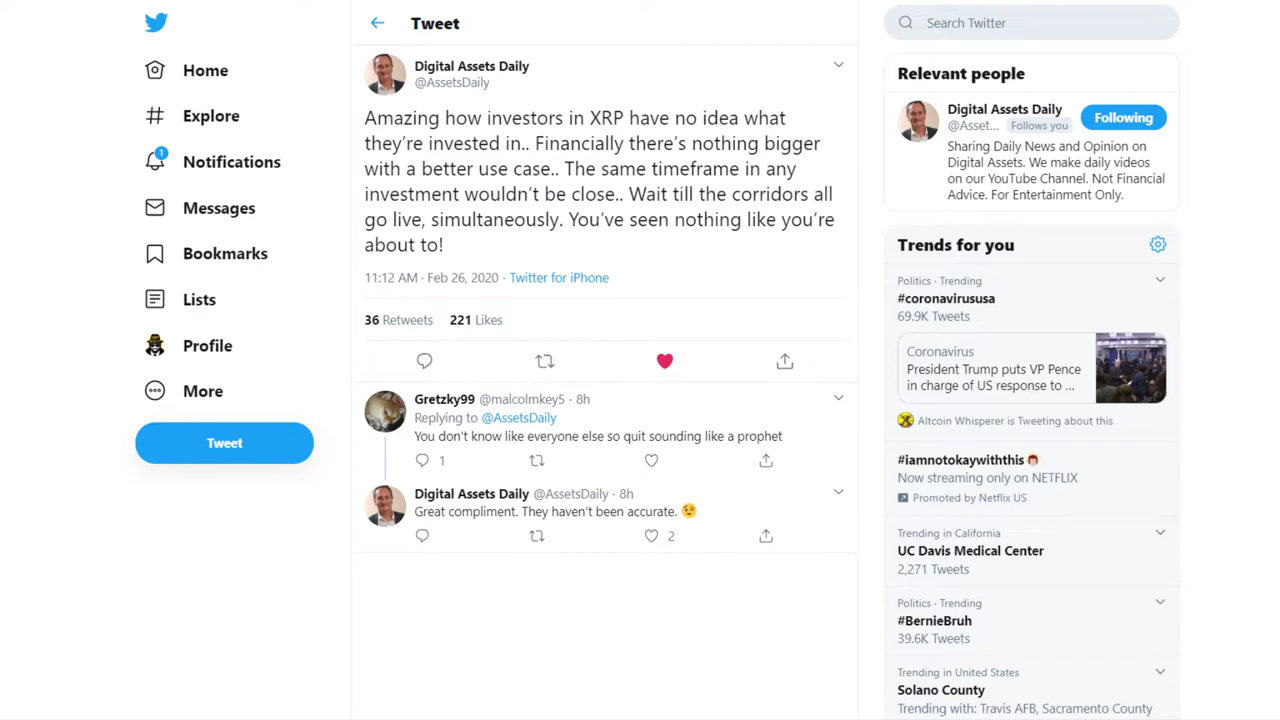 Home
Explore
1
Notifications
Messages
Bookmarks
Lists
Profile
More
Tweet
Tweet
Digital Assets Daily
@AssetsDaily
Amazing how investors in XRP have no idea what
they're invested in.. Financially there's nothing bigger
with a better use case.. The same timeframe in any
investment wouldn't be close.. Wait till the corridors all
go live, simultaneously. You've seen nothing like you're
about to!
11:12 AM · Feb 26, 2020 · Twitter for iPhone
36 Retweets 221 Likes
Gretzky99 @malcolmkey5 · 8h
Replying to @AssetsDaily
You don't know like everyone else so quit sounding like a prophet
1
Digital Assets Daily @AssetsDaily · 8h
Great compliment. They haven't been accurate. 😉
2
Search Twitter
Relevant people
Digital Assets Daily
@Asset... Follows you
Following
Sharing Daily News and Opinion on
Digital Assets. We make daily videos
on our YouTube Channel. Not Financial
Advice. For Entertainment Only.
Trends for you
Politics · Trending
#coronavirususa
69.9K Tweets
Coronavirus
President Trump puts VP Pence
in charge of US response to ...
Altcoin Whisperer is Tweeting about this
#iamnotokaywiththis
Now streaming only on NETFLIX
Promoted by Netflix US
Trending in California
UC Davis Medical Center
2,271 Tweets
Politics · Trending
#BernieBruh
39.6K Tweets
Trending in United States
Solano County
Trending with: Travis AFB, Sacramento County